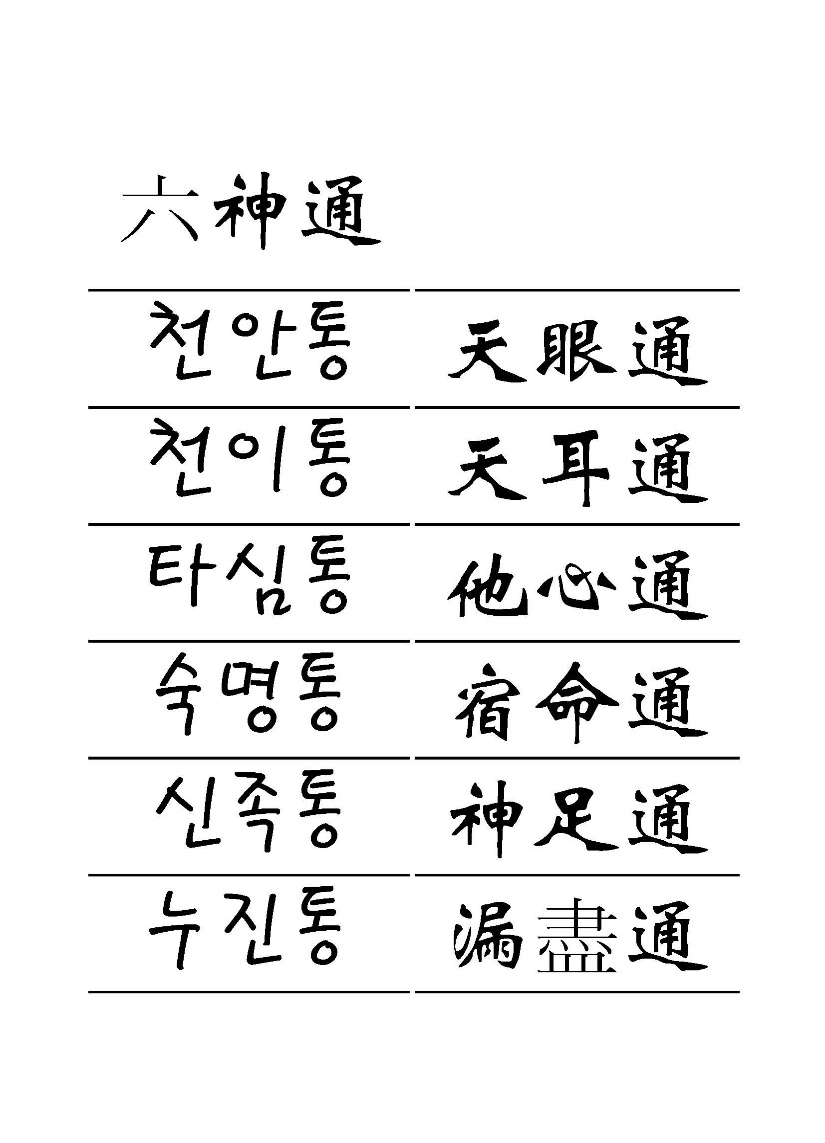 六神通
천안통 天眼通
천이통 天耳通
타심통 他心通
숙명통 宿命通
신족통 神足通
누진통 漏盡通